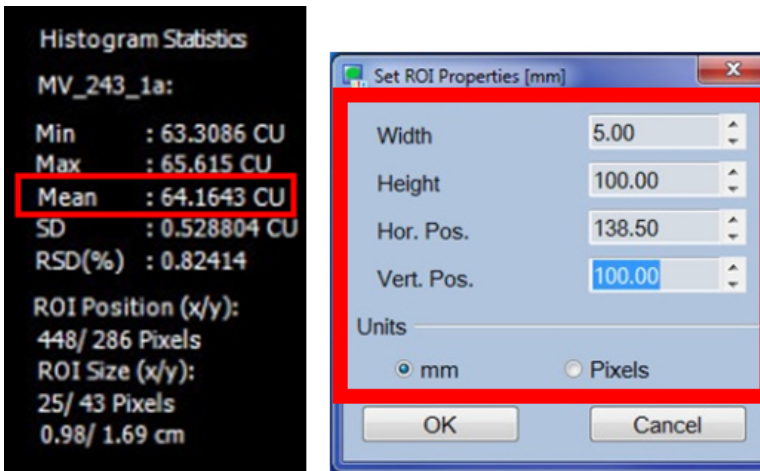 Histogram Statistics
MV_243_1a:
Min : 63.3086 CU
Max : 65.615 CU
Mean : 64.1643 CU
SD : 0.528804 CU
RSD(%) : 0.82414
ROI Position (x/y):
448/ 286 Pixels
ROI Size (x/y):
25/ 43 Pixels
0.98/ 1.69 cm
Set ROI Properties [mm]
Width 5.00
Height 100.00
Hor. Pos. 138.50
Vert. Pos. 100.00
Units
mm Pixels
OK Cancel